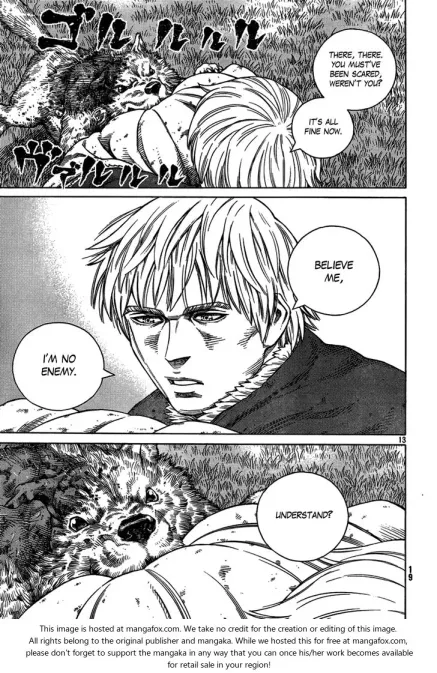 ゴルルルルル
THERE, THERE.
YOU MUST'VE
BEEN SCARED,
WEREN'T YOU?
IT'S ALL
FINE NOW.
ヴヴルルルル
BELIEVE
ME,
I'M NO
ENEMY.
13
UNDERSTAND?
19
This image is hosted at mangafox.com. We take no credit for the creation or editing of this image.
All rights belong to the original publisher and mangaka. While we hosted this for free at mangafox.com,
please don't forget to support the mangaka in any way that you can once his/her work becomes available
for retail sale in your region!